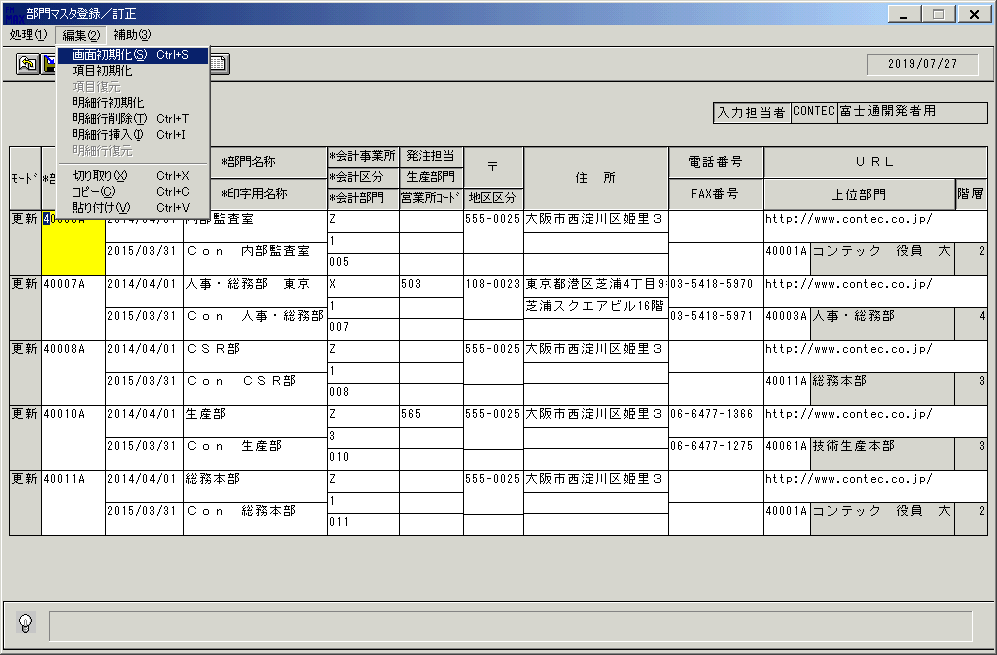 部門マスタ登録／訂正
処理(1) 編集(2) 補助(3)
画面初期化(S) Ctrl+S
項目初期化
項目復元
明細行初期化
明細行削除(T) Ctrl+T
明細行挿入(I) Ctrl+I
明細行復元
切り取り(X) Ctrl+X
コピー(C) Ctrl+C
貼り付け(V) Ctrl+V
2019/07/27
入力担当者 CONTEC 富士通開発者用
ﾓｰﾄﾞ *部門名称 *会計事業所 発注担当 〒 住　所 電話番号 ＵＲＬ
*会計区分 生産部門
*印字用名称 *会計部門 営業所ｺｰﾄﾞ 地区区分 FAX番号 上位部門 階層
更新 内部監査室 Z 555-0025 大阪市西淀川区姫里３ http://www.contec.co.jp/
1
2015/03/31 Ｃｏｎ　内部監査室 005 40001A コンテック　役員　大 2
更新 40007A 2014/04/01 人事・総務部　東京 X 503 108-0023 東京都港区芝浦4丁目9 03-5418-5970 http://www.contec.co.jp/
1 芝浦スクエアビル16階
2015/03/31 Ｃｏｎ　人事・総務部 007 03-5418-5971 40003A 人事・総務部 4
更新 40008A 2014/04/01 ＣＳＲ部 Z 555-0025 大阪市西淀川区姫里３ http://www.contec.co.jp/
1
2015/03/31 Ｃｏｎ　ＣＳＲ部 008 40011A 総務本部 3
更新 40010A 2014/04/01 生産部 Z 565 555-0025 大阪市西淀川区姫里３ 06-6477-1366 http://www.contec.co.jp/
3
2015/03/31 Ｃｏｎ　生産部 010 06-6477-1275 40061A 技術生産本部 3
更新 40011A 2014/04/01 総務本部 Z 555-0025 大阪市西淀川区姫里３ http://www.contec.co.jp/
1
2015/03/31 Ｃｏｎ　総務本部 011 40001A コンテック　役員　大 2